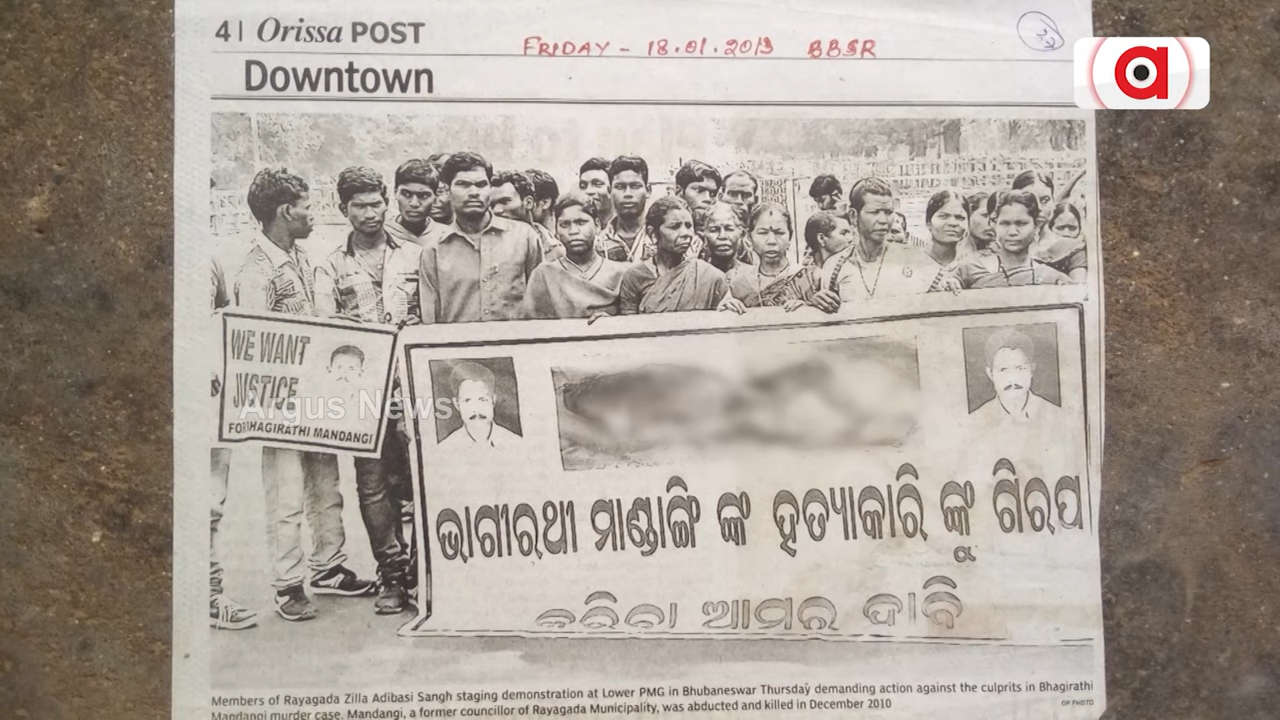 4 | Orissa POST
FRIDAY - 18.01.2013 BBSR
Downtown
a
WE WANT
JUSTICE
Argus News
FOR BHAGIRATHI MANDANGI
ଭାଗୀରଥୀ ମାଣ୍ଡାଙ୍ଗି ଙ୍କ ହତ୍ୟାକାରି ଙ୍କୁ ଗିରପ
କରିବା ଆମର ଦାବି
Members of Rayagada Zilla Adibasi Sangh staging demonstration at Lower PMG in Bhubaneswar Thursday demanding action against the culprits in Bhagirathi
Mandangi murder case. Mandangi, a former councillor of Rayagada Municipality, was abducted and killed in December 2010
OP PHOTO